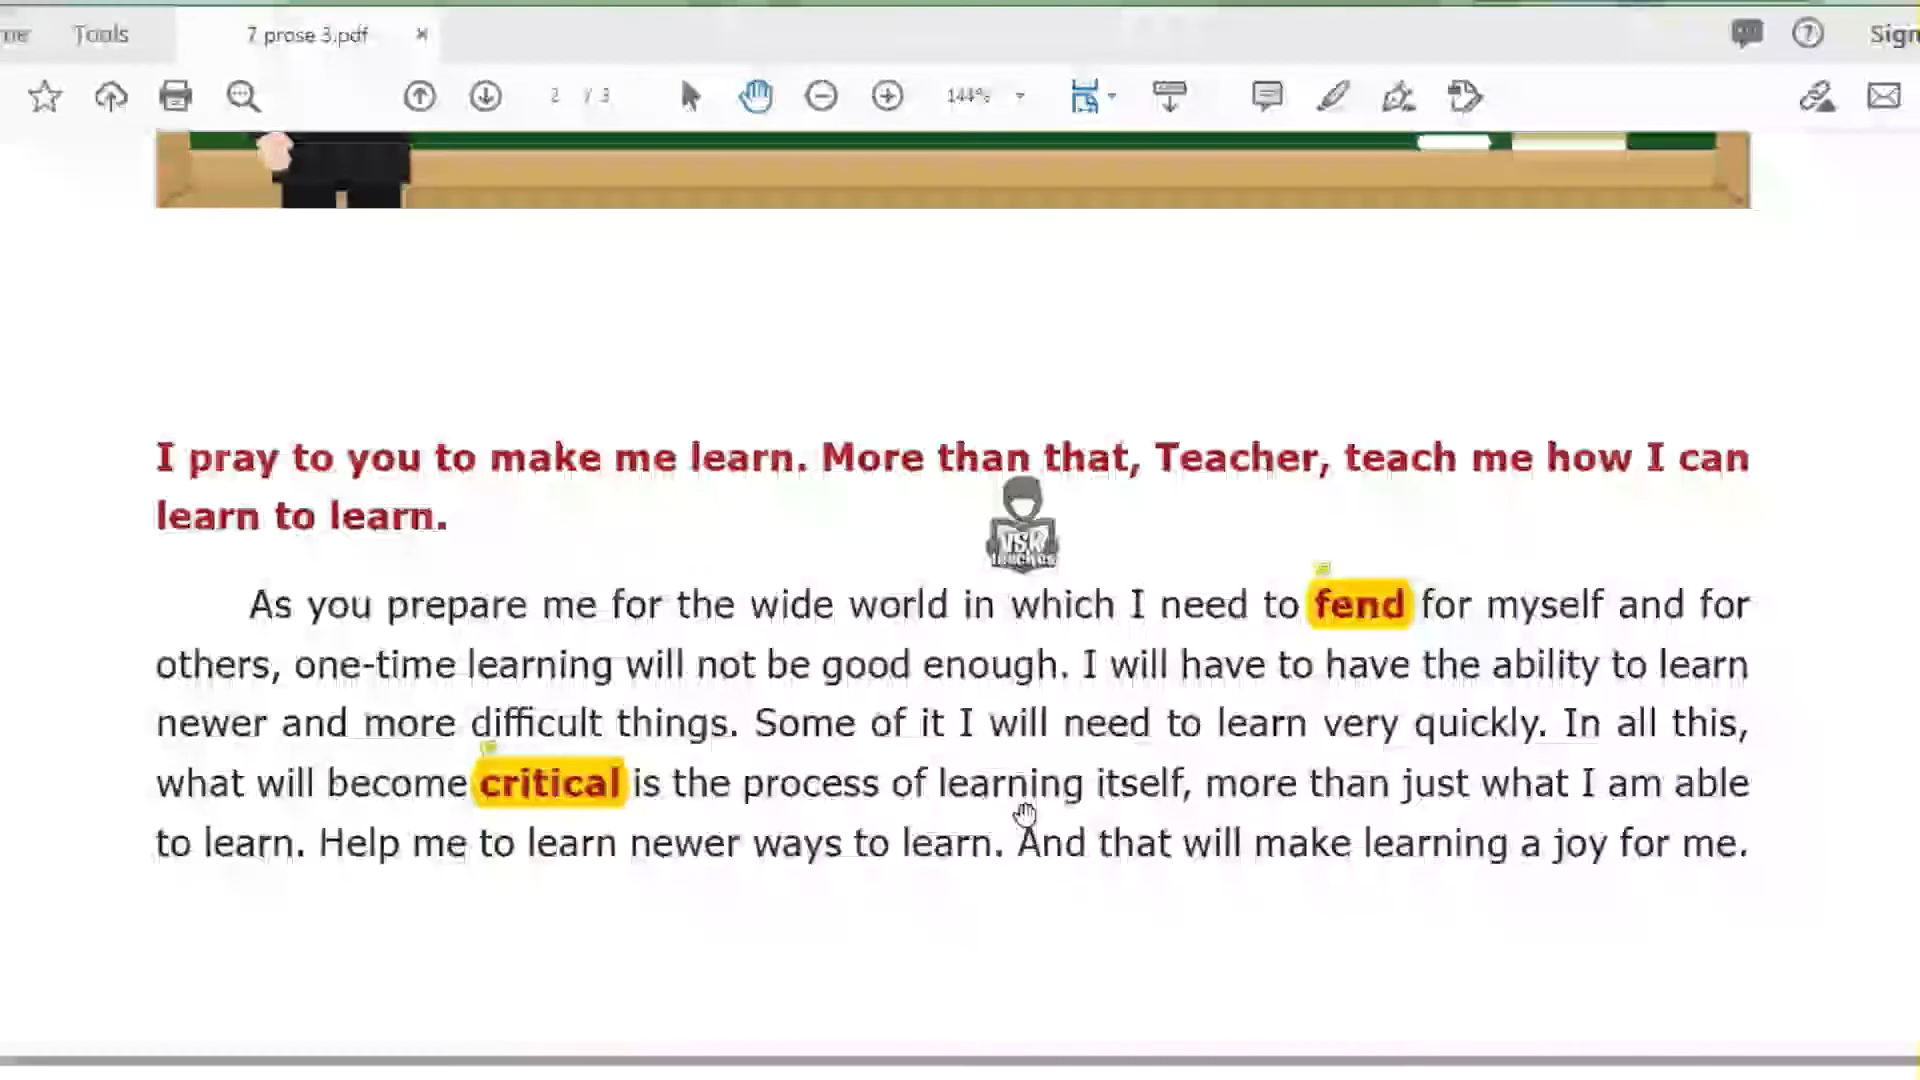 me Tools 7 prose 3.pdf × Sign
2 / 3 144%
I pray to you to make me learn. More than that, Teacher, teach me how I can
learn to learn.
VSK
teacher
As you prepare me for the wide world in which I need to fend for myself and for
others, one-time learning will not be good enough. I will have to have the ability to learn
newer and more difficult things. Some of it I will need to learn very quickly. In all this,
what will become critical is the process of learning itself, more than just what I am able
to learn. Help me to learn newer ways to learn. And that will make learning a joy for me.